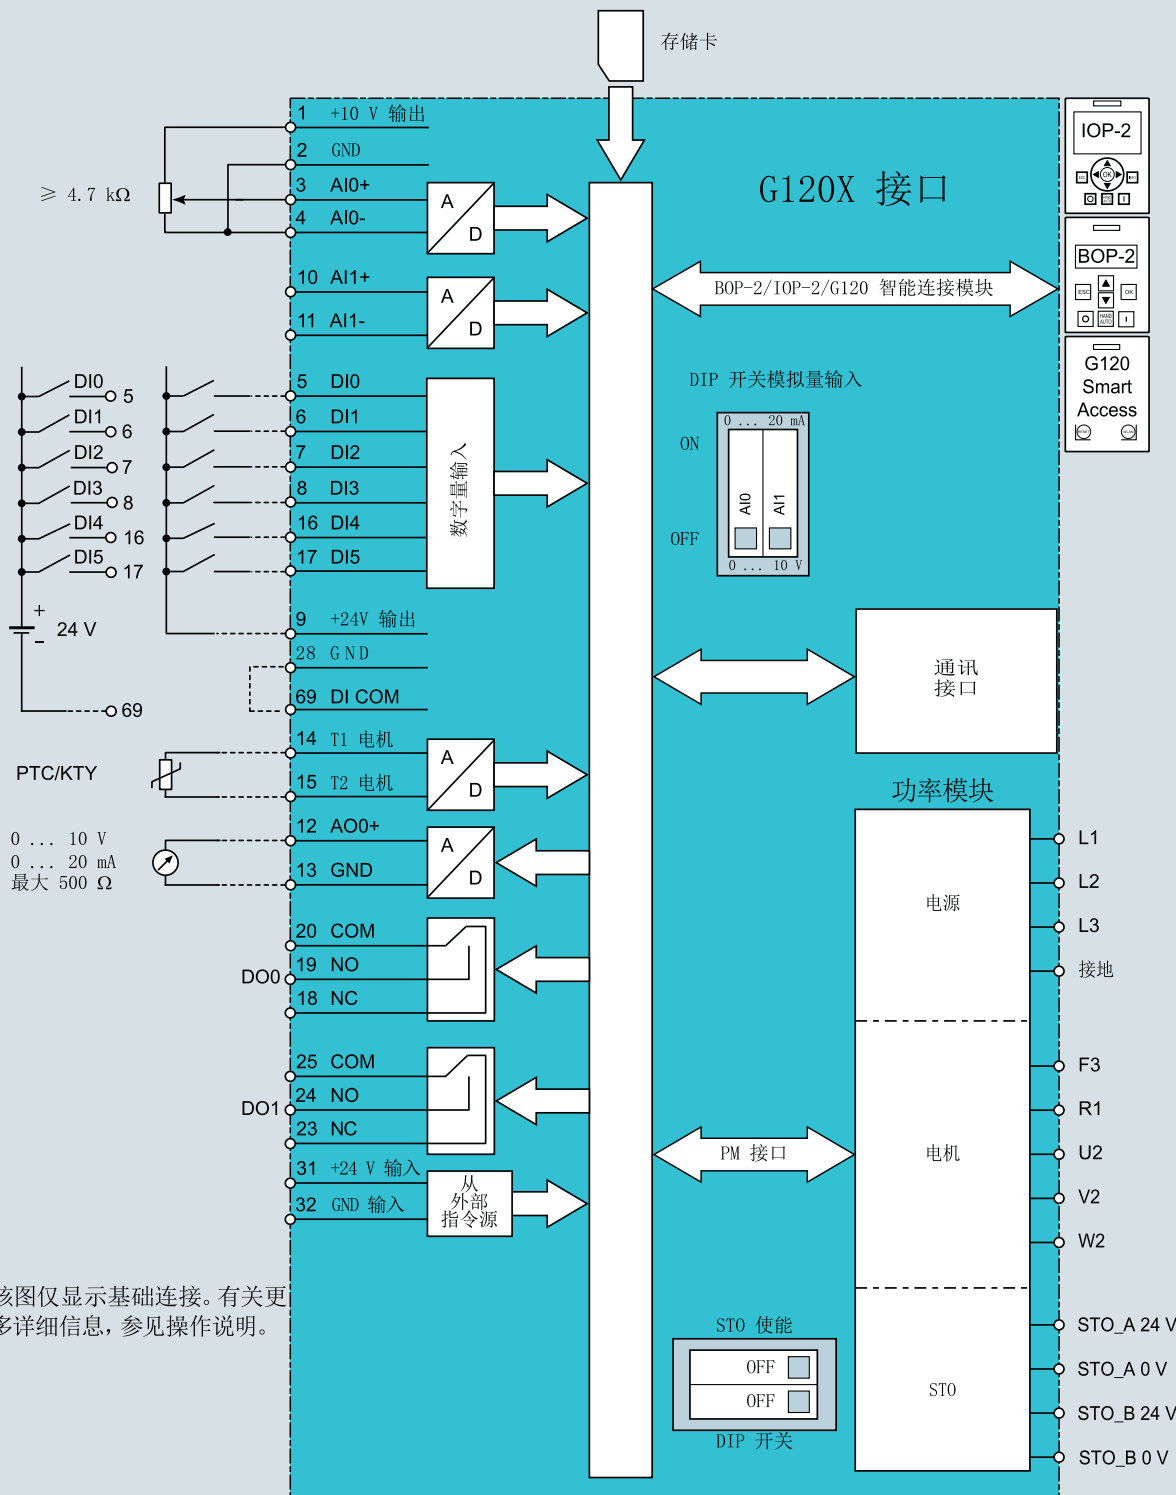 存储卡
1 +10 V 输出
2 GND
3 AI0+
4 AI0-
≥ 4.7 kΩ
A
D
10 AI1+
11 AI1-
A
D
G120X 接口
IOP-2
ESC
OK
INFO
BOP-2
ESC
OK
HAND
AUTO
G120
Smart
Access
RESET
WLAN
BOP-2/IOP-2/G120 智能连接模块
DIP 开关模拟量输入
0 ... 20 mA
ON
AI0
AI1
OFF
0 ... 10 V
DI0 5
DI1 6
DI2 7
DI3 8
DI4 16
DI5 17
+
24 V
-
69
5 DI0
6 DI1
7 DI2
8 DI3
16 DI4
17 DI5
数字量输入
9 +24V 输出
28 GND
69 DI COM
通讯
接口
14 T1 电机
15 T2 电机
PTC/KTY
A
D
12 AO0+
13 GND
0 ... 10 V
0 ... 20 mA
最大 500 Ω
A
D
20 COM
19 NO
18 NC
DO0
25 COM
24 NO
23 NC
DO1
31 +24 V 输入
32 GND 输入
从
外部
指令源
功率模块
电源
L1
L2
L3
接地
PM 接口
电机
F3
R1
U2
V2
W2
该图仅显示基础连接。有关更
多详细信息,参见操作说明。
STO 使能
OFF
OFF
DIP 开关
STO
STO_A 24 V
STO_A 0 V
STO_B 24 V
STO_B 0 V